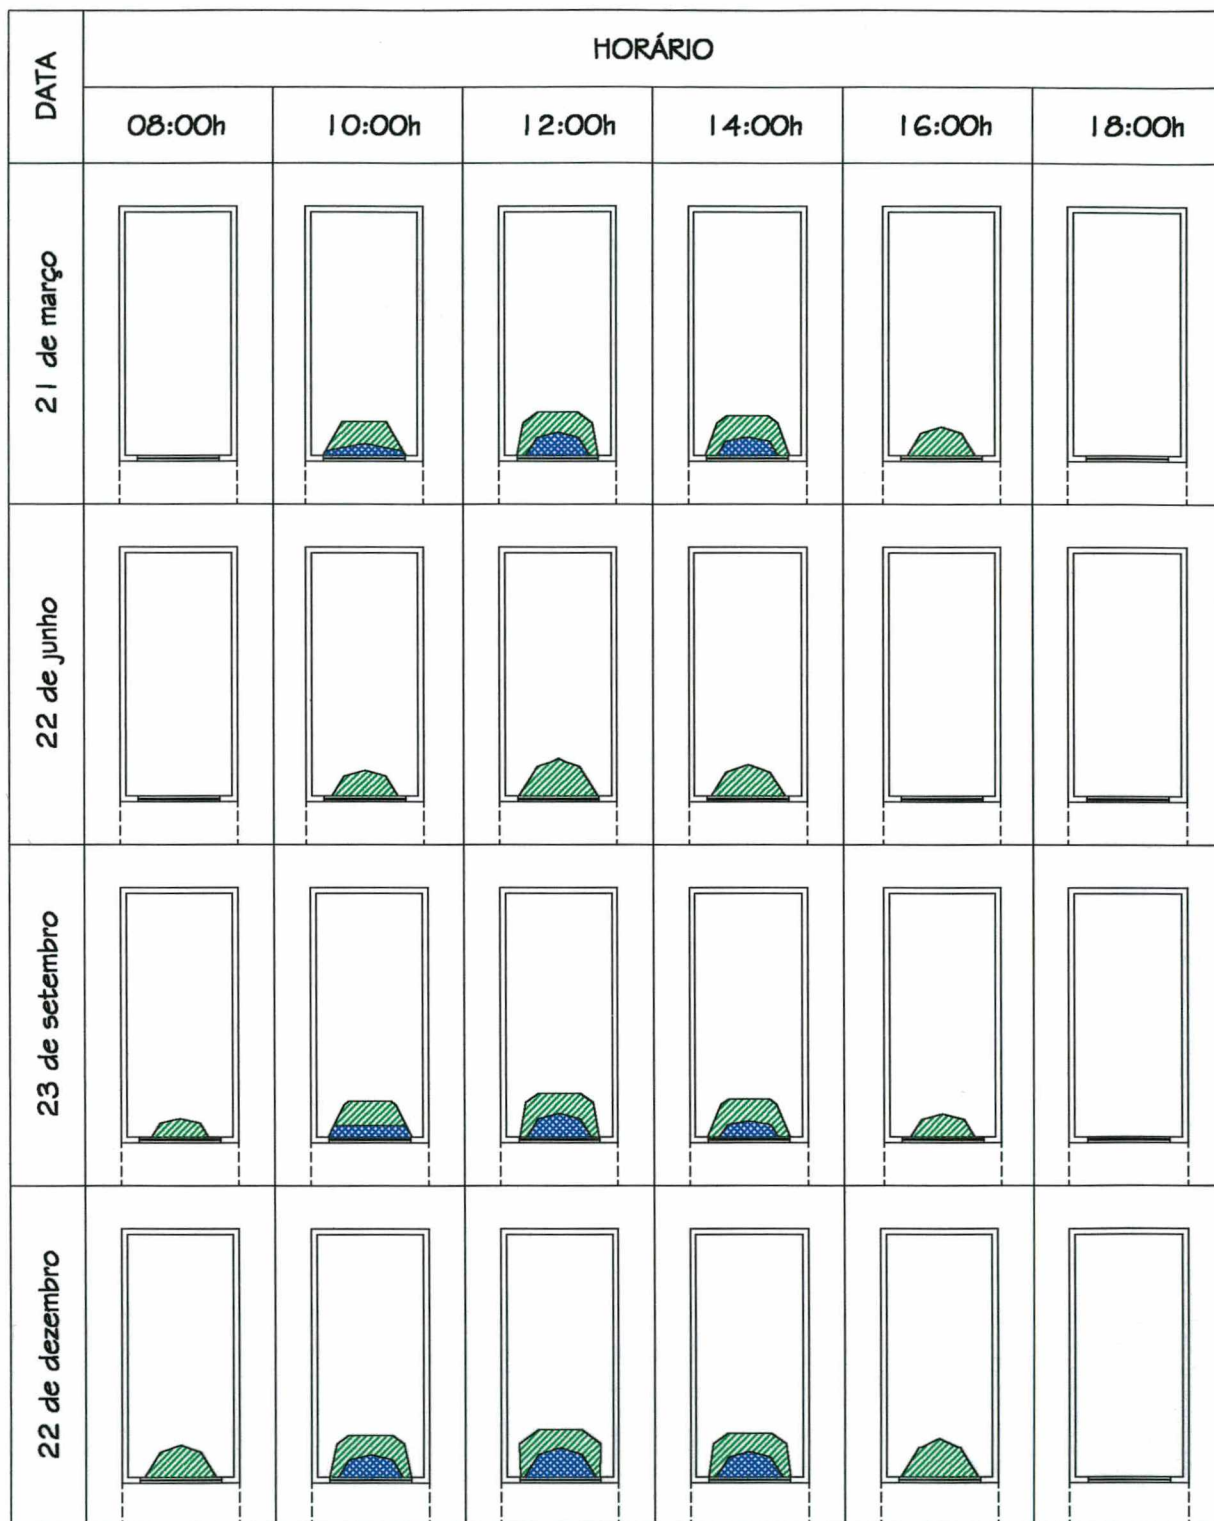 DATA
HORÁRIO
08:00h 10:00h 12:00h 14:00h 16:00h 18:00h
21 de março
22 de junho
23 de setembro
22 de dezembro